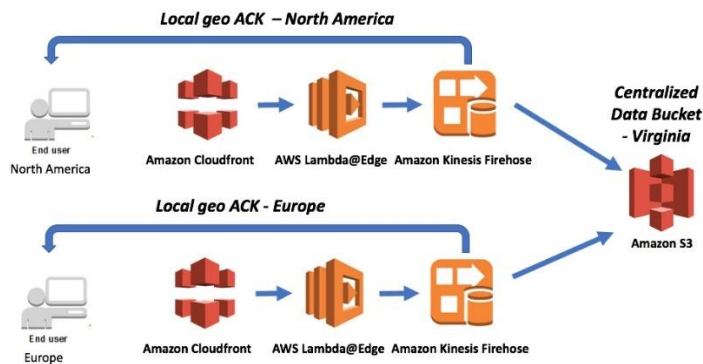 Local geo ACK – North America
Centralized
Data Bucket
- Virginia
End user
North America
Amazon Cloudfront
AWS Lambda@Edge
Amazon Kinesis Firehose
Amazon S3
Local geo ACK - Europe
End user
Europe
Amazon Cloudfront
AWS Lambda@Edge
Amazon Kinesis Firehose